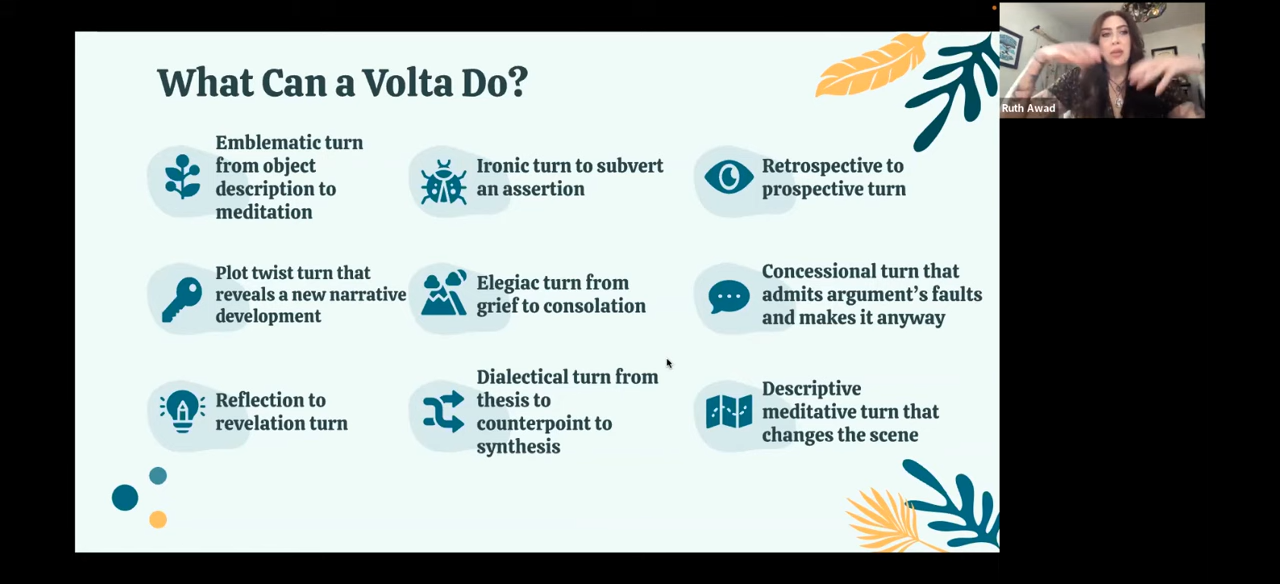 What Can a Volta Do?
Emblematic turn
from object
description to
meditation
Ironic turn to subvert
an assertion
Retrospective to
prospective turn
Plot twist turn that
reveals a new narrative
development
Elegiac turn from
grief to consolation
Concessional turn that
admits argument’s faults
and makes it anyway
Reflection to
revelation turn
Dialectical turn from
thesis to
counterpoint to
synthesis
Descriptive
meditative turn that
changes the scene
Ruth Awad